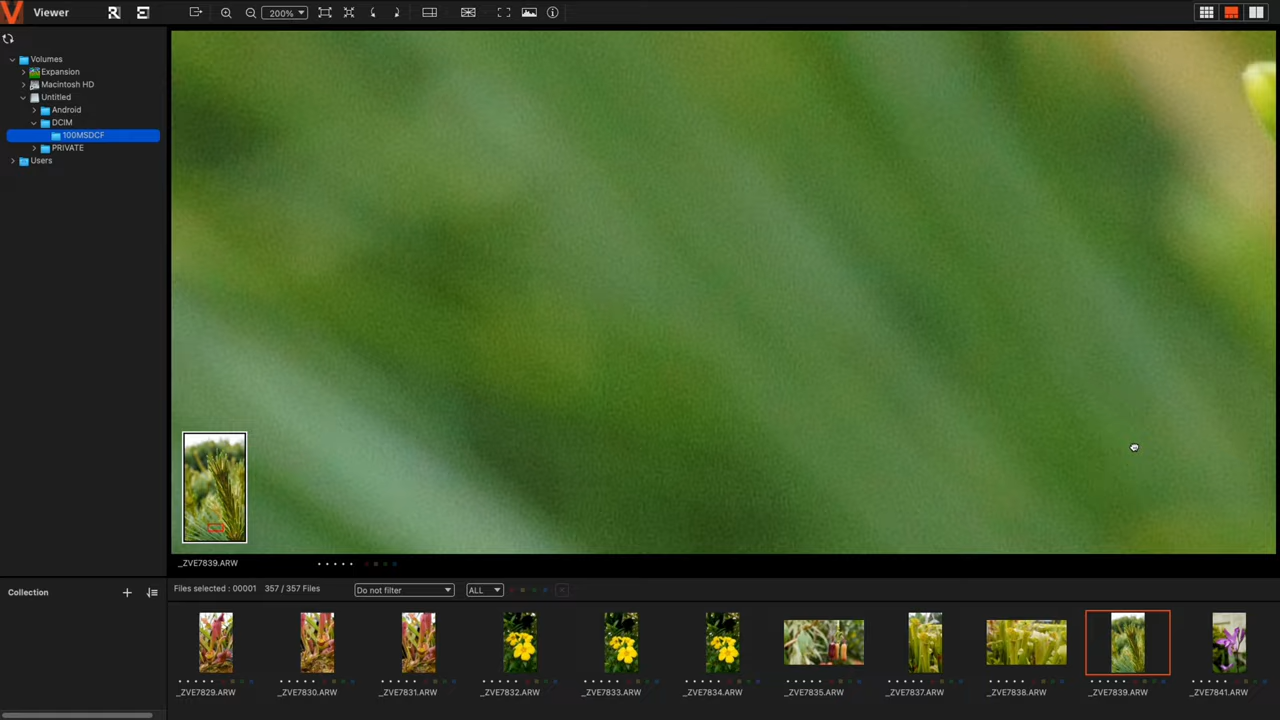 Viewer
200%
Volumes
Expansion
Macintosh HD
Untitled
Android
DCIM
100MSDCF
PRIVATE
Users
_ZVE7839.ARW
Collection
Files selected : 00001 357 / 357 Files
Do not filter
ALL
_ZVE7829.ARW
_ZVE7830.ARW
_ZVE7831.ARW
_ZVE7832.ARW
_ZVE7833.ARW
_ZVE7834.ARW
_ZVE7835.ARW
_ZVE7837.ARW
_ZVE7838.ARW
_ZVE7839.ARW
_ZVE7841.ARW